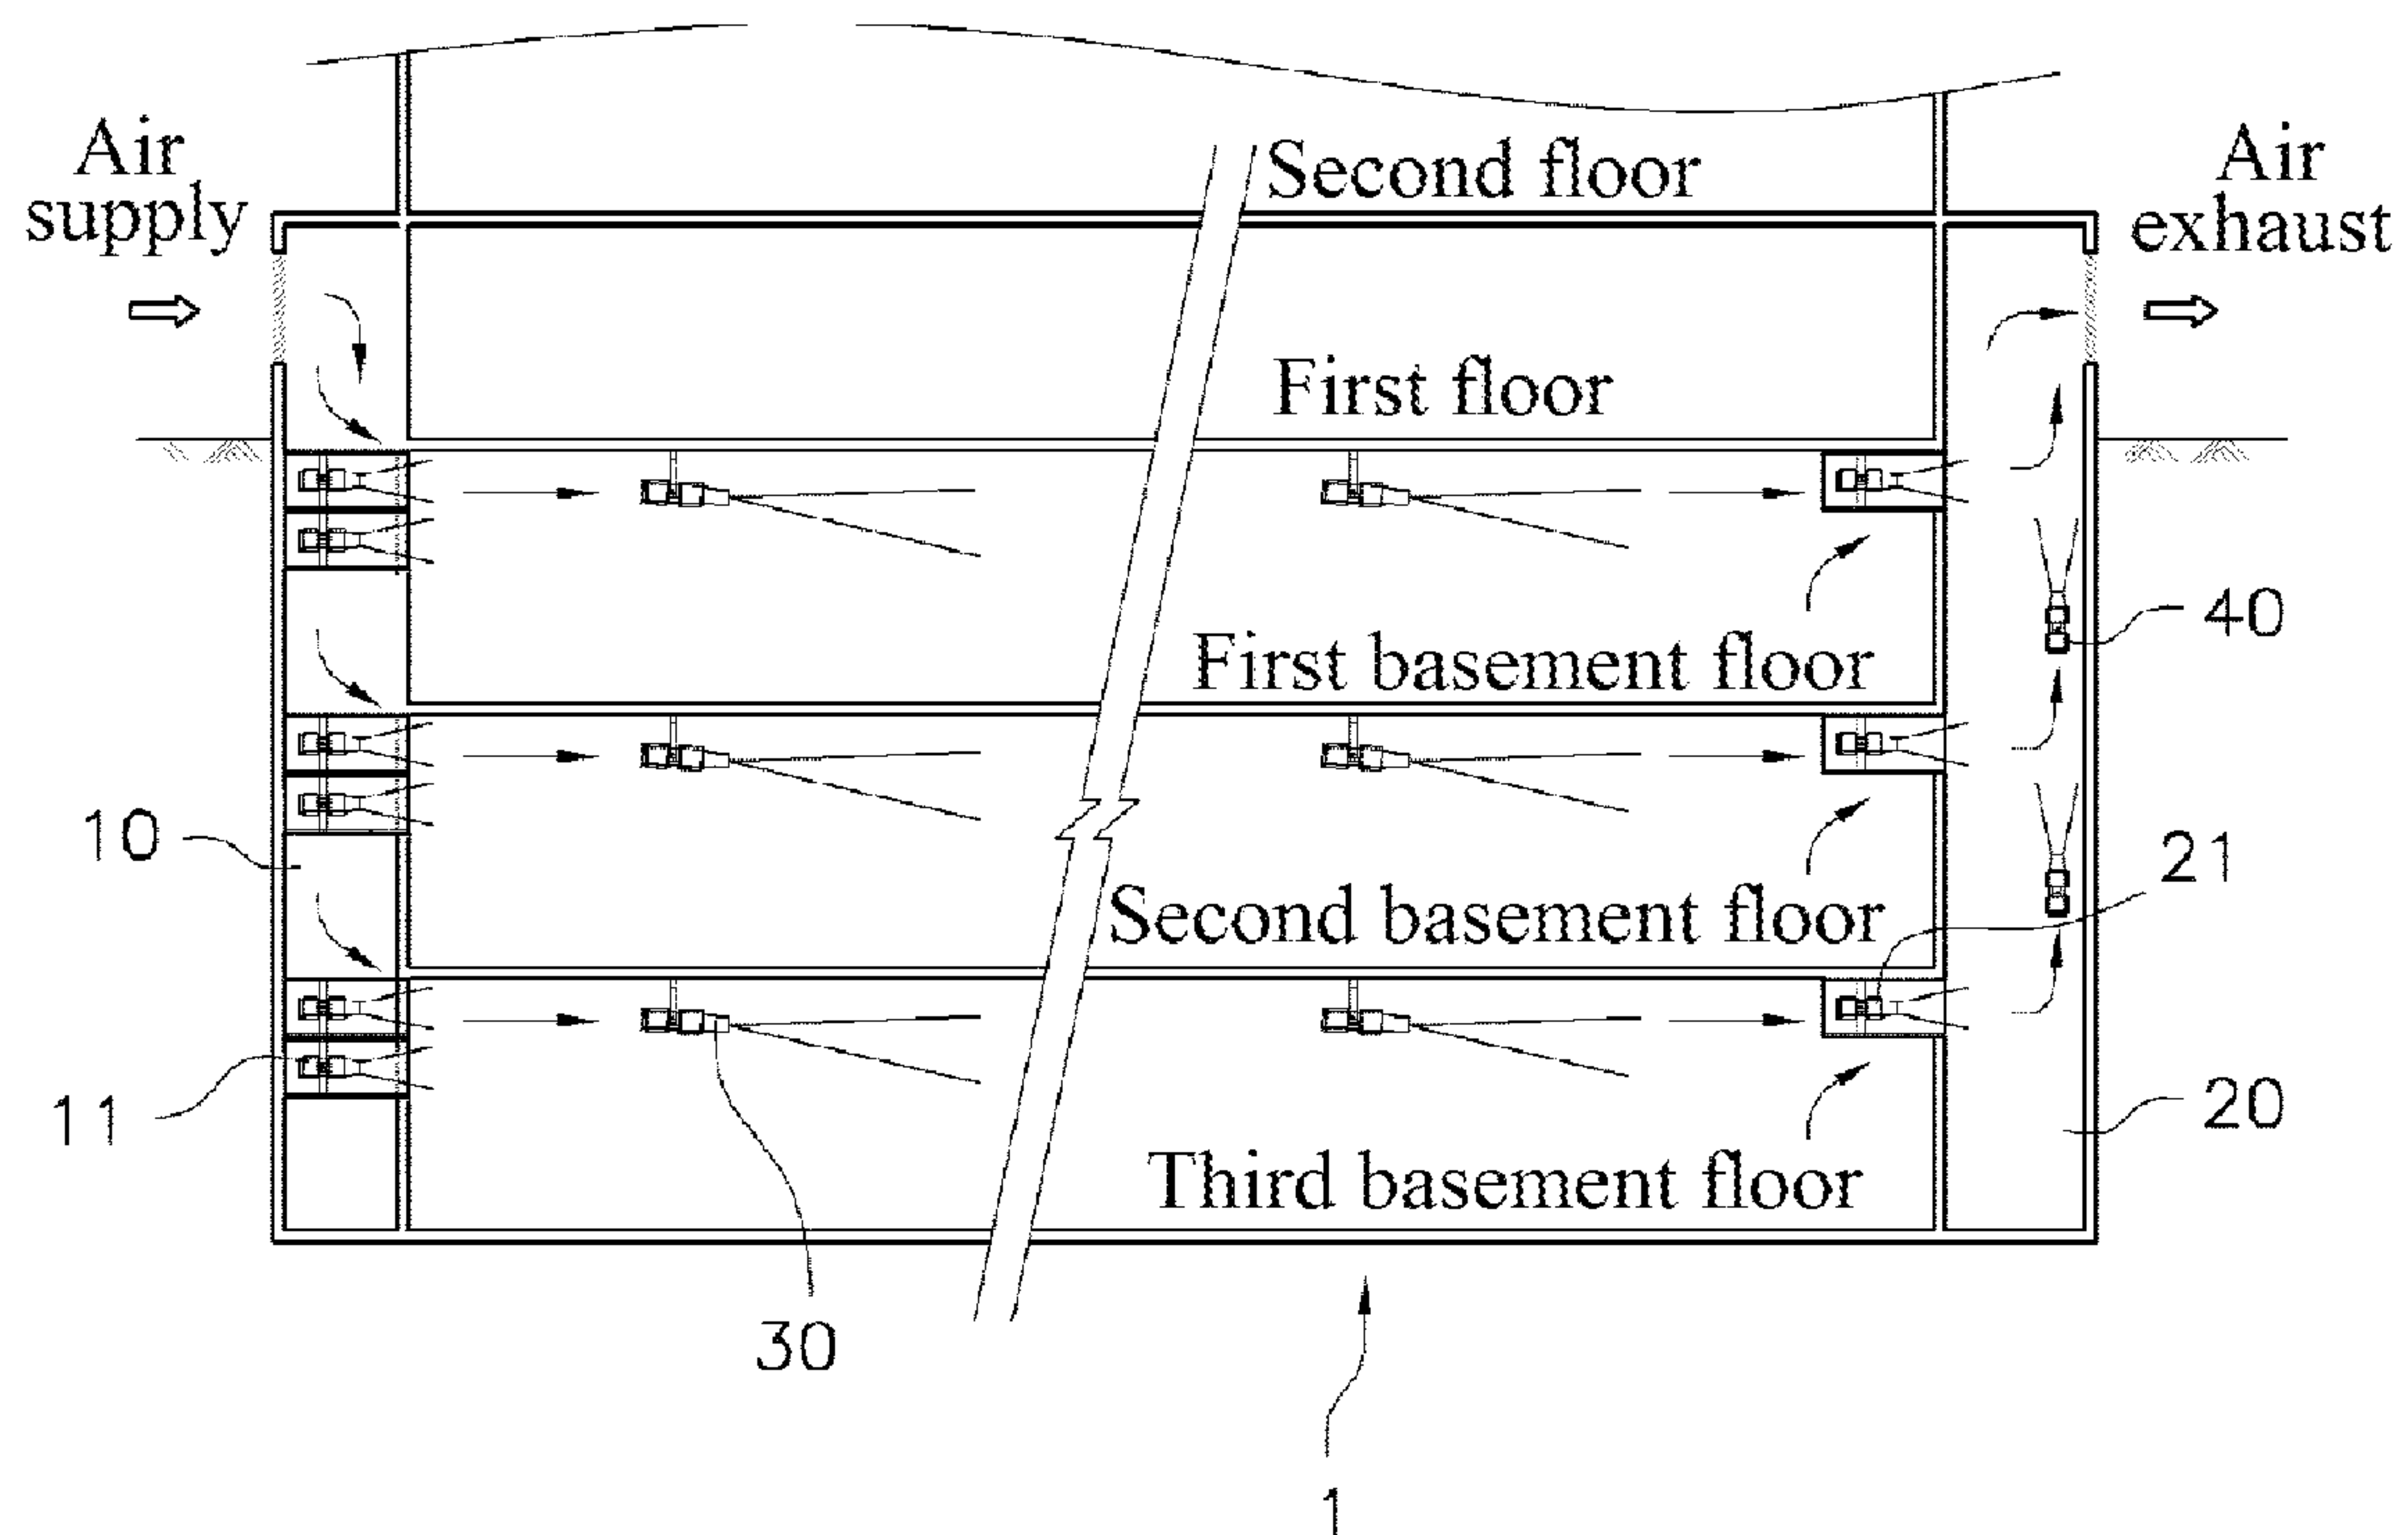 Second floor
Air
supply
Air
exhaust
First floor
First basement floor
40
10
21
Second basement floor
11
20
Third basement floor
30
1